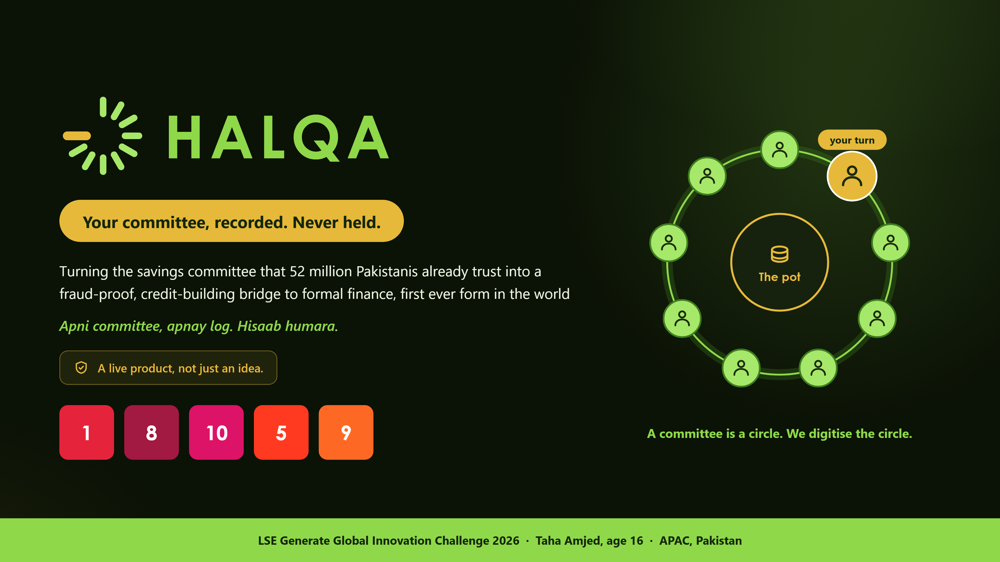 HALQA
Your committee, recorded. Never held.
Turning the savings committee that 52 million Pakistanis already trust into a
fraud-proof, credit-building bridge to formal finance, first ever form in the world
Apni committee, apnay log. Hisaab humara.
A live product, not just an idea.
1 8 10 5 9
your turn
The pot
A committee is a circle. We digitise the circle.
LSE Generate Global Innovation Challenge 2026 · Taha Amjed, age 16 · APAC, Pakistan